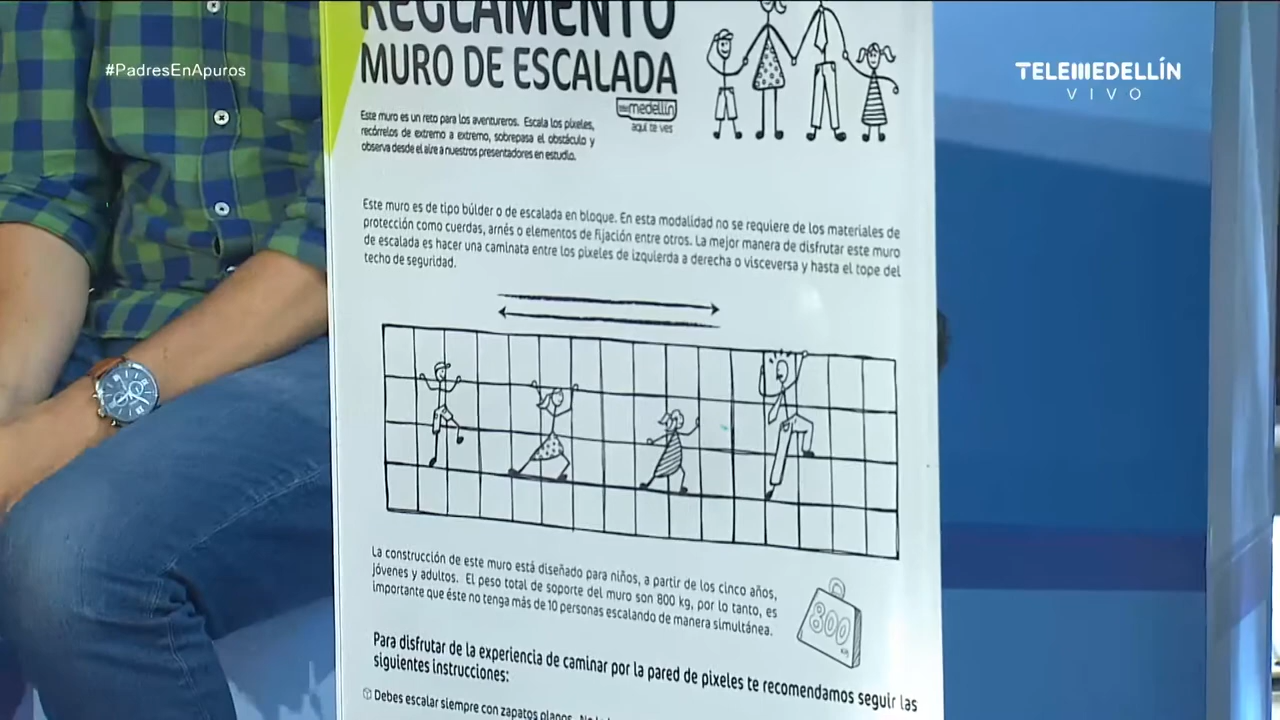 REGLAMENTO
MURO DE ESCALADA
telemedellín
aquí te ves
Este muro es un reto para los aventureros. Escala los píxeles,
recórrelos de extremo a extremo, sobrepasa el obstáculo y
observa desde el aire a nuestros presentadores en estudio.
Este muro es de tipo búlder o de escalada en bloque. En esta modalidad no se requiere de los materiales de
protección como cuerdas, arnés o elementos de fijación entre otros. La mejor manera de disfrutar este muro
de escalada es hacer una caminata entre los pixeles de izquierda a derecha o visceversa y hasta el tope del
techo de seguridad.
La construcción de este muro está diseñado para niños, a partir de los cinco años,
jóvenes y adultos. El peso total de soporte del muro son 800 kg, por lo tanto, es
importante que éste no tenga más de 10 personas escalando de manera simultánea.
800
KG
Para disfrutar de la experiencia de caminar por la pared de pixeles te recomendamos seguir las
siguientes instrucciones:
Debes escalar siempre con zapatos planos. No
#PadresEnApuros
TELEMEDELLÍN
VIVO